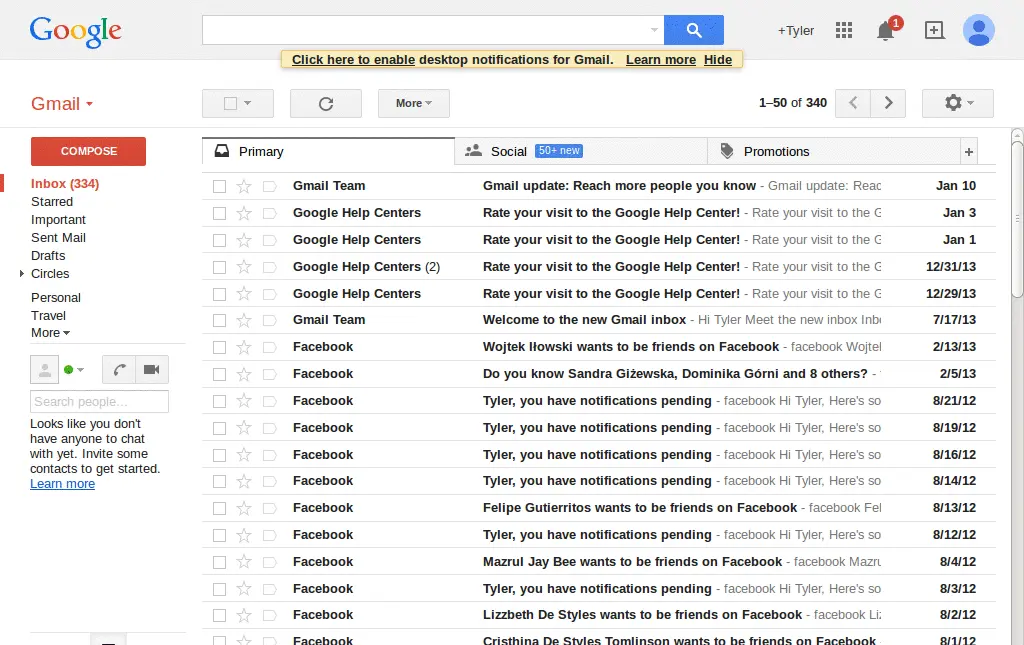 Google
+Tyler
1
Click here to enable desktop notifications for Gmail. Learn more Hide
Gmail
More
1–50 of 340
COMPOSE
Inbox (334)
Starred
Important
Sent Mail
Drafts
Circles
Personal
Travel
More
Search people...
Looks like you don't
have anyone to chat
with yet. Invite some
contacts to get started.
Learn more
Primary
Social 50+ new
Promotions
+
Gmail Team Gmail update: Reach more people you know - Gmail update: Reac Jan 10
Google Help Centers Rate your visit to the Google Help Center! - Rate your visit to the G Jan 3
Google Help Centers Rate your visit to the Google Help Center! - Rate your visit to the G Jan 1
Google Help Centers (2) Rate your visit to the Google Help Center! - Rate your visit to the G 12/31/13
Google Help Centers Rate your visit to the Google Help Center! - Rate your visit to the G 12/29/13
Gmail Team Welcome to the new Gmail inbox - Hi Tyler Meet the new inbox Inbo 7/17/13
Facebook Wojtek Iłowski wants to be friends on Facebook - facebook Wojtek 2/13/13
Facebook Do you know Sandra Giżewska, Dominika Górni and 8 others? - 2/5/13
Facebook Tyler, you have notifications pending - facebook Hi Tyler, Here's so 8/21/12
Facebook Tyler, you have notifications pending - facebook Hi Tyler, Here's so 8/19/12
Facebook Tyler, you have notifications pending - facebook Hi Tyler, Here's so 8/16/12
Facebook Tyler, you have notifications pending - facebook Hi Tyler, Here's so 8/14/12
Facebook Felipe Gutierritos wants to be friends on Facebook - facebook Fel 8/13/12
Facebook Tyler, you have notifications pending - facebook Hi Tyler, Here's so 8/12/12
Facebook Mazrul Jay Bee wants to be friends on Facebook - facebook Mazru 8/4/12
Facebook Tyler, you have notifications pending - facebook Hi Tyler, Here's so 8/3/12
Facebook Lizzbeth De Styles wants to be friends on Facebook - facebook Liz 8/2/12
Facebook Cristhina De Styles Tomlinson wants to be friends on Facebook 8/1/12